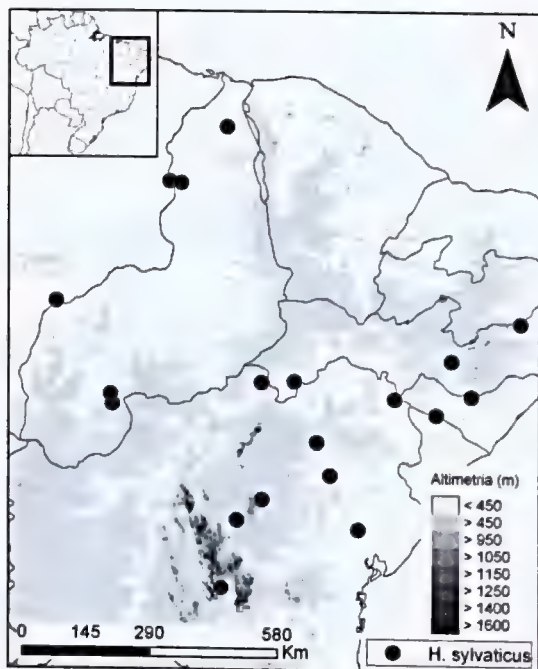 N
Altimetria (m)
< 450
> 450
> 950
> 1050
> 1150
> 1250
> 1400
> 1600
0 145 290 580
Km
H. sylvaticus